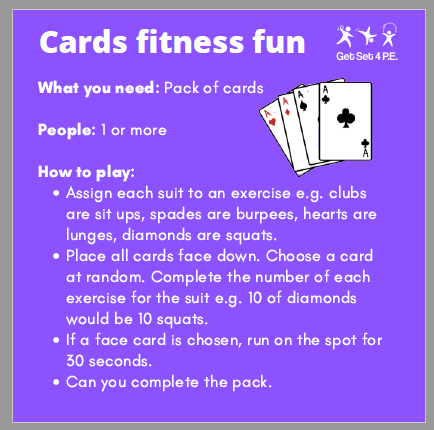 Cards fitness fun
Get Set 4 P.E.
What you need: Pack of cards
People: 1 or more
How to play:
• Assign each suit to an exercise e.g. clubs
are sit ups, spades are burpees, hearts are
lunges, diamonds are squats.
• Place all cards face down. Choose a card
at random. Complete the number of each
exercise for the suit e.g. 10 of diamonds
would be 10 squats.
• If a face card is chosen, run on the spot for
30 seconds.
• Can you complete the pack.
A
A
A
A
A